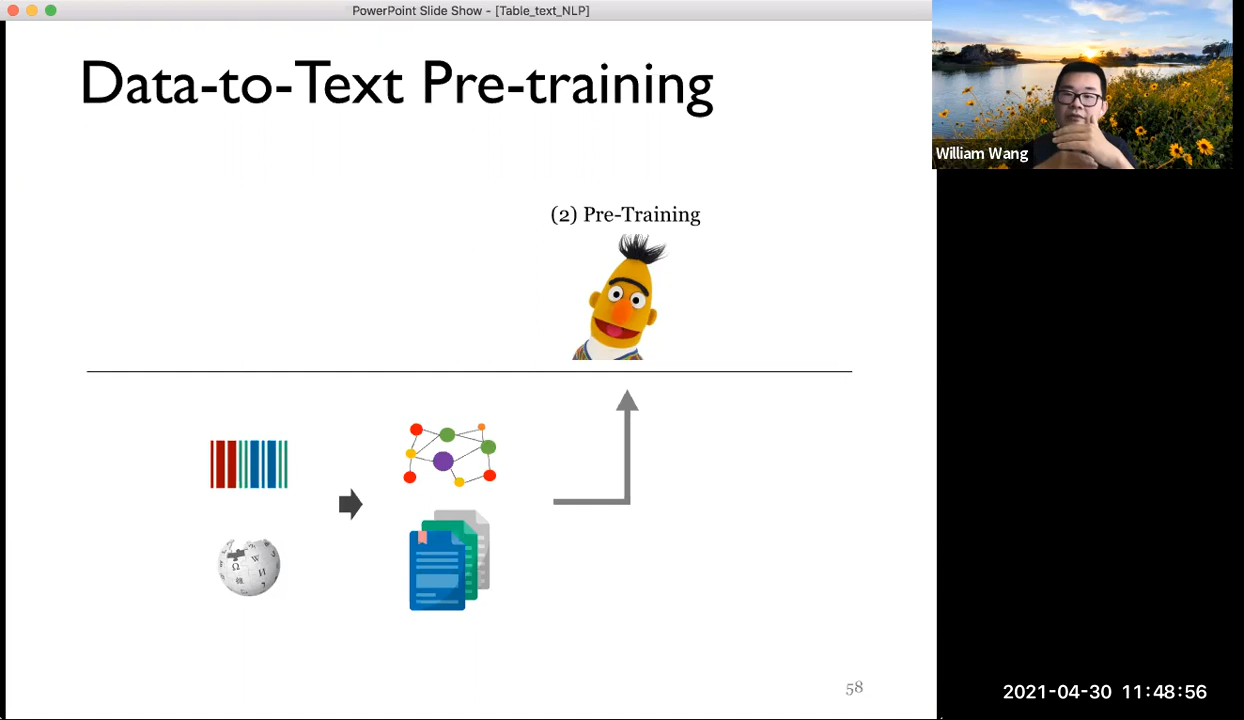 PowerPoint Slide Show - [Table_text_NLP]
Data-to-Text Pre-training
William Wang
(2) Pre-Training
58
2021-04-30 11:48:56